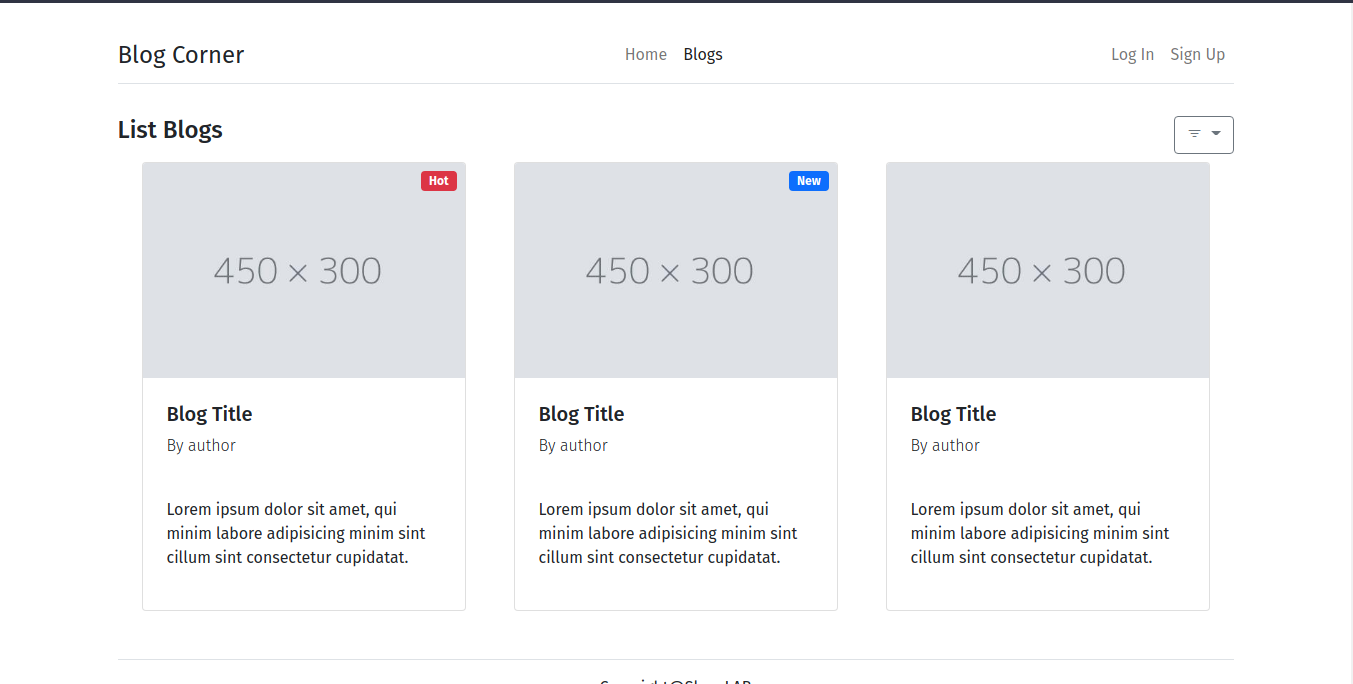 Blog Corner
Home Blogs
Log In Sign Up
List Blogs
Hot
450 × 300
Blog Title
By author
Lorem ipsum dolor sit amet, qui
minim labore adipisicing minim sint
cillum sint consectetur cupidatat.
New
450 × 300
Blog Title
By author
Lorem ipsum dolor sit amet, qui
minim labore adipisicing minim sint
cillum sint consectetur cupidatat.
450 × 300
Blog Title
By author
Lorem ipsum dolor sit amet, qui
minim labore adipisicing minim sint
cillum sint consectetur cupidatat.